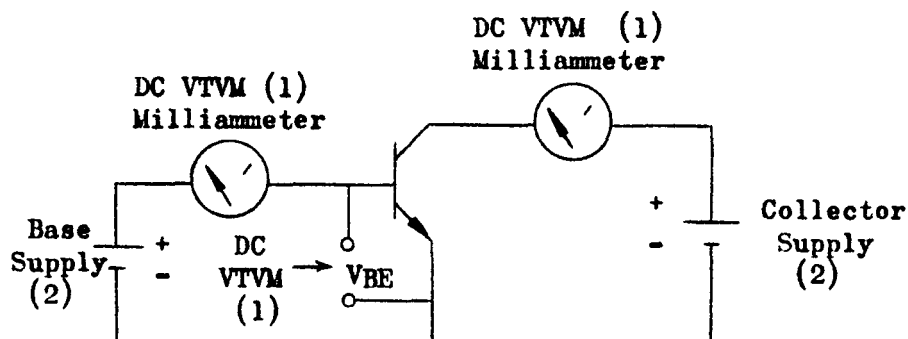 DC VTVM (1)
Milliammeter
DC VTVM (1)
Milliammeter
Base
Supply
(2)
+
-
DC
VTVM
(1)
VBE
+
-
Collector
Supply
(2)